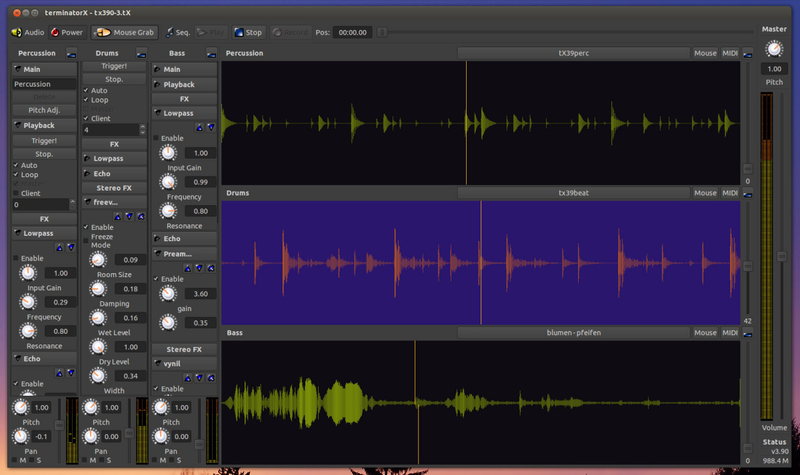 terminatorX - tx390-3.tX
Audio Power Mouse Grab Seq. Stop Record Pos: 00:00.00
Master
1.00
Pitch
Volume
Status
v3.90
988.4 M
Percussion
Main
Percussion
Pitch Adj.
Playback
Trigger!
Stop.
Auto
Loop
Client
0
FX
Lowpass
Enable
1.00
Input Gain
0.29
Frequency
0.80
Resonance
Echo
Enable
1.00
Pitch
-0.1
Pan
M S
Drums
Trigger!
Stop.
Auto
Loop
Client
4
FX
Lowpass
Echo
Stereo FX
freev...
Enable
Freeze
Mode
0.09
Room Size
0.18
Damping
0.16
Wet Level
1.00
Dry Level
0.34
Width
1.00
Pitch
0.00
Pan
M S
Bass
Main
Playback
FX
Lowpass
Enable
1.00
Input Gain
0.99
Frequency
0.80
Resonance
Echo
Pream...
Enable
3.60
gain
0.35
Stereo FX
vynil
Enable
1.00
Pitch
0.00
Pan
M S
Percussion tx39perc Mouse MIDI
0
Drums tx39beat Mouse MIDI
42
Bass blumen-pfeifen Mouse MIDI
0